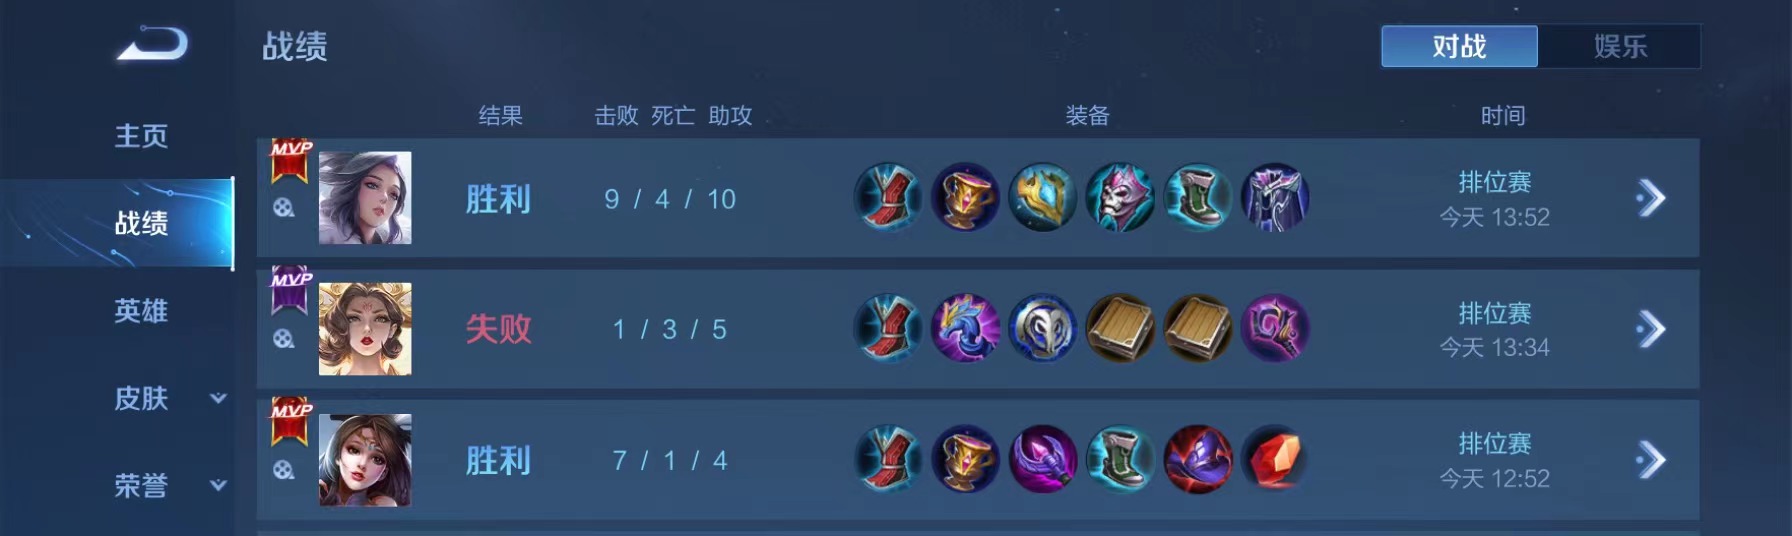 战绩
对战 娱乐
主页
战绩
英雄
皮肤
荣誉
结果 击败 死亡 助攻 装备 时间
MVP
胜利 9 / 4 / 10 排位赛
今天 13:52
MVP
失败 1 / 3 / 5 排位赛
今天 13:34
MVP
胜利 7 / 1 / 4 排位赛
今天 12:52